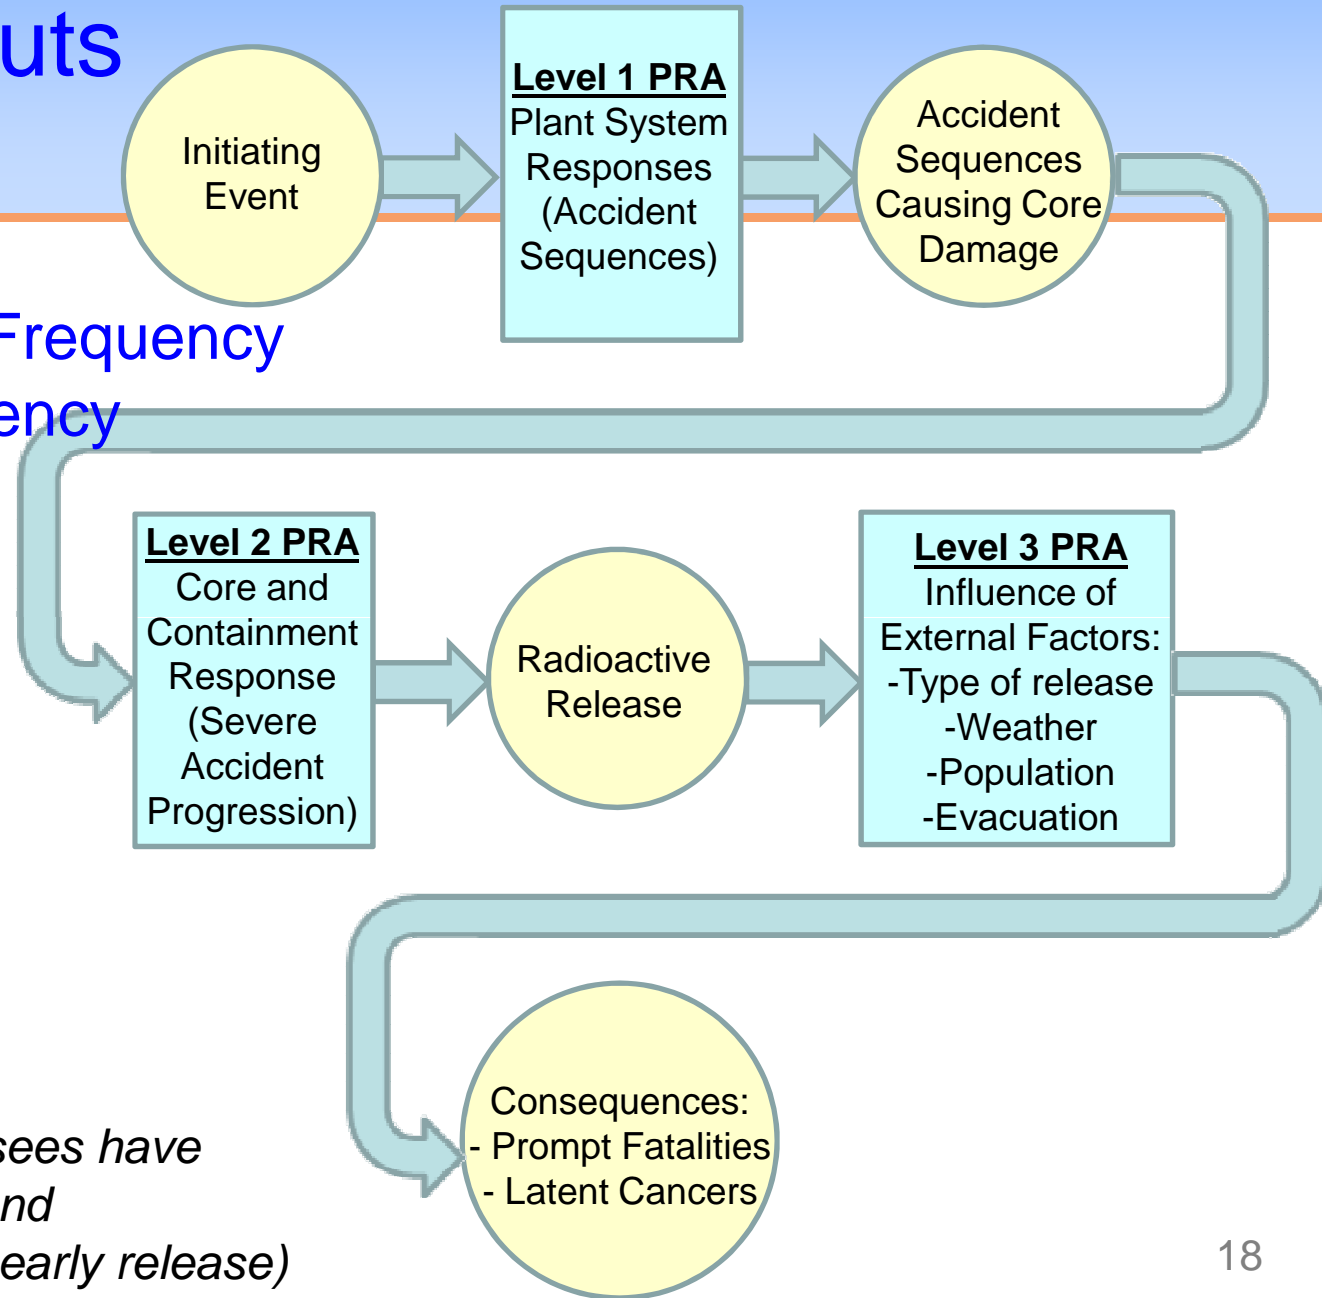 uts
Initiating
Event
Level 1 PRA
Plant System
Responses
(Accident
Sequences)
Accident
Sequences
Causing Core
Damage
Frequency
ency
Level 2 PRA
Core and
Containment
Response
(Severe
Accident
Progression)
Radioactive
Release
Level 3 PRA
Influence of
External Factors:
-Type of release
-Weather
-Population
-Evacuation
Consequences:
- Prompt Fatalities
- Latent Cancers
sees have
nd
early release)
18